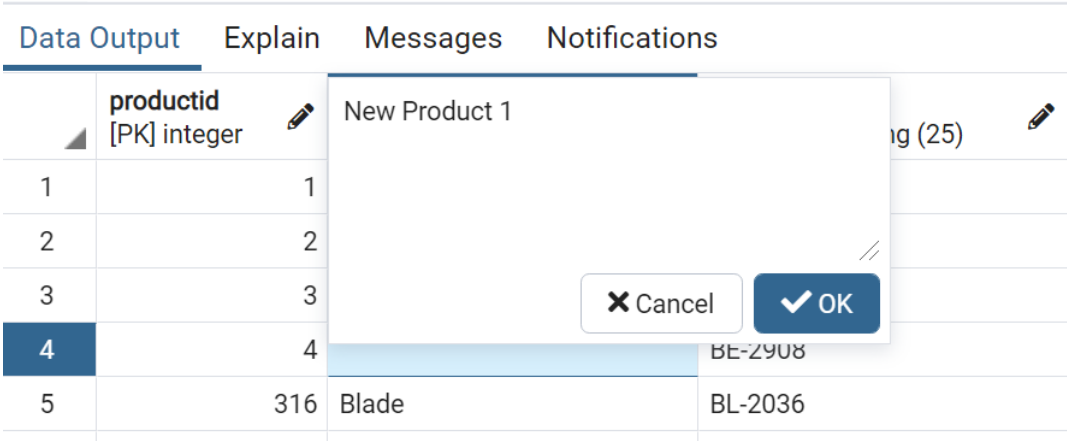 Data Output Explain Messages Notifications
productid
[PK] integer
New Product 1
ng (25)
1 1
2 2
3 3
Cancel OK
4 4 BE-2908
5 316 Blade BL-2036